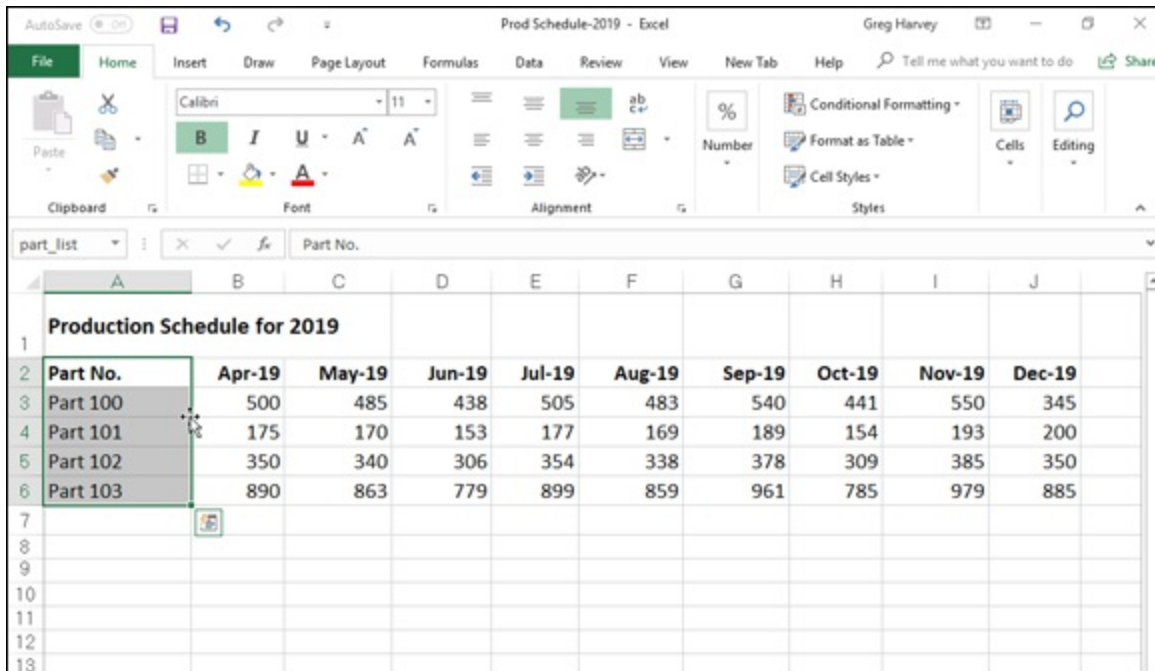 AutoSave Off Prod Schedule-2019 - Excel Greg Harvey
File Home Insert Draw Page Layout Formulas Data Review View New Tab Help Tell me what you want to do Share
Paste
Clipboard
Calibri 11
B I U A A
A
Font
ab
Alignment
%
Number
Conditional Formatting
Format as Table
Cell Styles
Styles
Cells
Editing
part_list fx Part No.
A B C D E F G H I J
1 Production Schedule for 2019
2 Part No. Apr-19 May-19 Jun-19 Jul-19 Aug-19 Sep-19 Oct-19 Nov-19 Dec-19
3 Part 100 500 485 438 505 483 540 441 550 345
4 Part 101 175 170 153 177 169 189 154 193 200
5 Part 102 350 340 306 354 338 378 309 385 350
6 Part 103 890 863 779 899 859 961 785 979 885
7
8
9
10
11
12
13